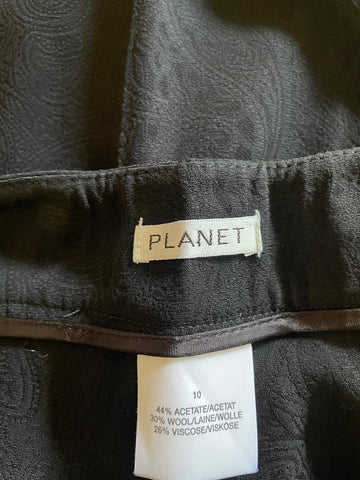 PLANET
10
44% ACETATE/ACETAT
30% WOOL/LAINE/WOLLE
26% VISCOSE/VISKOSE